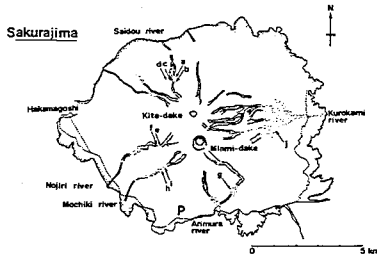 Sakurajima
Saidou river
N
d c a
b
Hakamagoshi
Kita-dake
Kurokami
river
Minami-dake
f e
g
h
Nojiri river
Mochiki river
P
Arimura
river
0 5 km